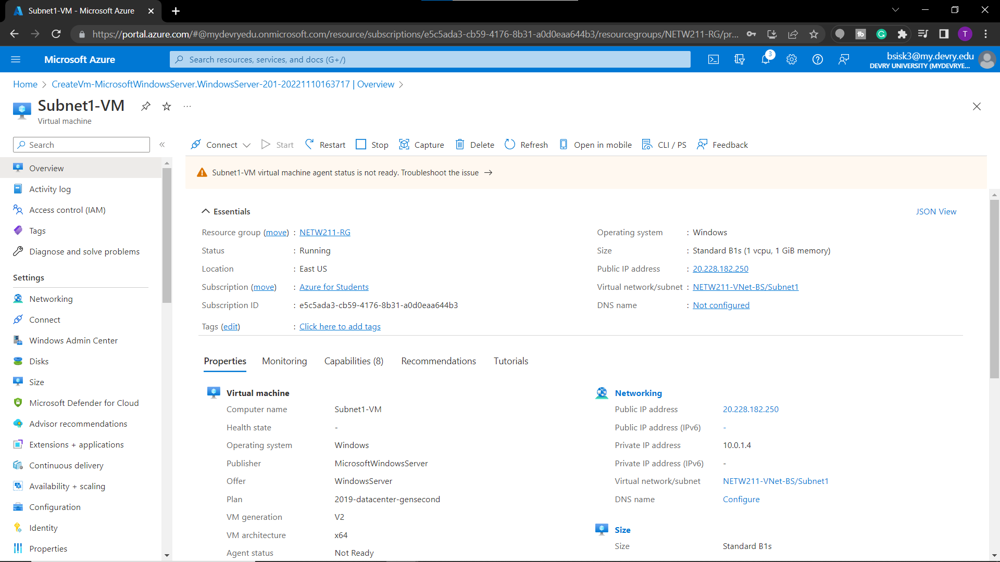 Subnet1-VM - Microsoft Azure
https://portal.azure.com/#@mydevryedu.onmicrosoft.com/resource/subscriptions/e5c5ada3-cb59-4176-8b31-a0d0eaa644b3/resourcegroups/NETW211-RG/pr...
T
Microsoft Azure
Search resources, services, and docs (G+/)
3
bsisk3@my.devry.edu
DEVRY UNIVERSITY (MYDEVRYE...
Home > CreateVm-MicrosoftWindowsServer.WindowsServer-201-20221110163717 | Overview >
Subnet1-VM
Virtual machine
Search
Connect
Start
Restart
Stop
Capture
Delete
Refresh
Open in mobile
CLI / PS
Feedback
Overview
Activity log
Access control (IAM)
Tags
Diagnose and solve problems
Settings
Networking
Connect
Windows Admin Center
Disks
Size
Microsoft Defender for Cloud
Advisor recommendations
Extensions + applications
Continuous delivery
Availability + scaling
Configuration
Identity
Properties
Subnet1-VM virtual machine agent status is not ready. Troubleshoot the issue →
Essentials
JSON View
Resource group (move) : NETW211-RG
Status : Running
Location : East US
Subscription (move) : Azure for Students
Subscription ID : e5c5ada3-cb59-4176-8b31-a0d0eaa644b3
Tags (edit) : Click here to add tags
Operating system : Windows
Size : Standard B1s (1 vcpu, 1 GiB memory)
Public IP address : 20.228.182.250
Virtual network/subnet : NETW211-VNet-BS/Subnet1
DNS name : Not configured
Properties
Monitoring
Capabilities (8)
Recommendations
Tutorials
Virtual machine
Computer name Subnet1-VM
Health state -
Operating system Windows
Publisher MicrosoftWindowsServer
Offer WindowsServer
Plan 2019-datacenter-gensecond
VM generation V2
VM architecture x64
Agent status Not Ready
Networking
Public IP address 20.228.182.250
Public IP address (IPv6) -
Private IP address 10.0.1.4
Private IP address (IPv6) -
Virtual network/subnet NETW211-VNet-BS/Subnet1
DNS name Configure
Size
Size Standard B1s